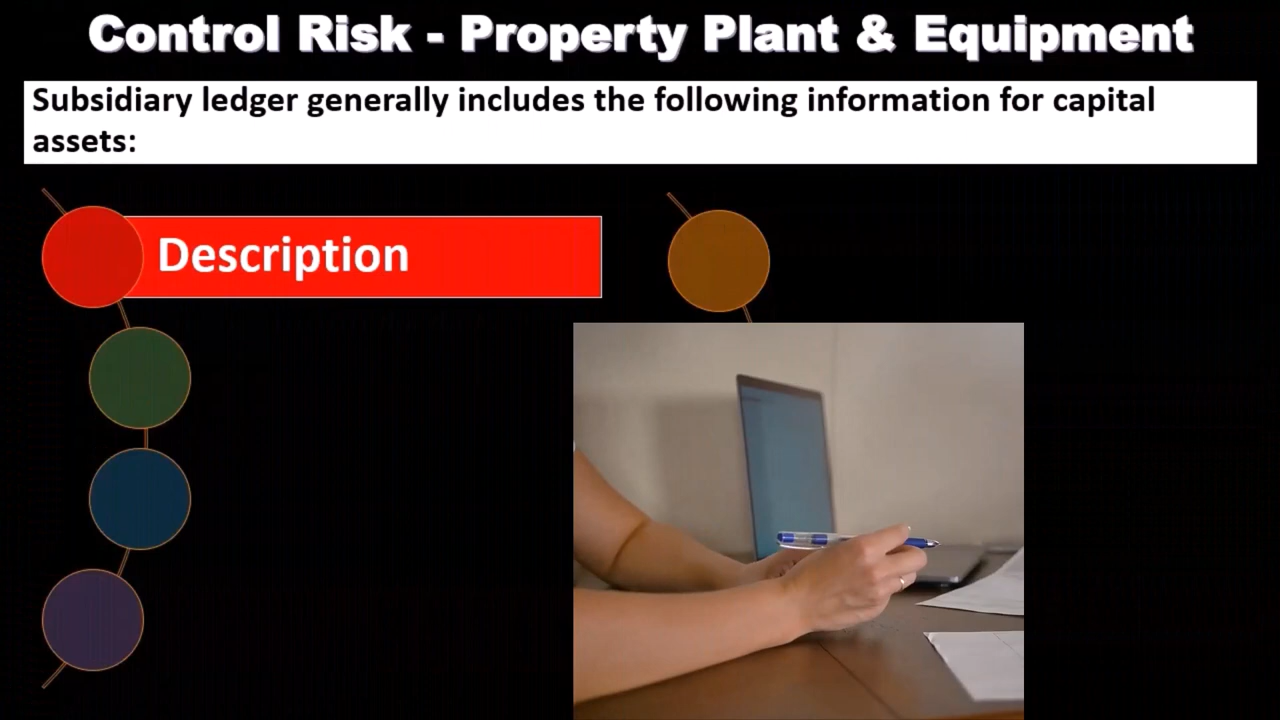 Control Risk - Property Plant & Equipment
Subsidiary ledger generally includes the following information for capital
assets:
Description